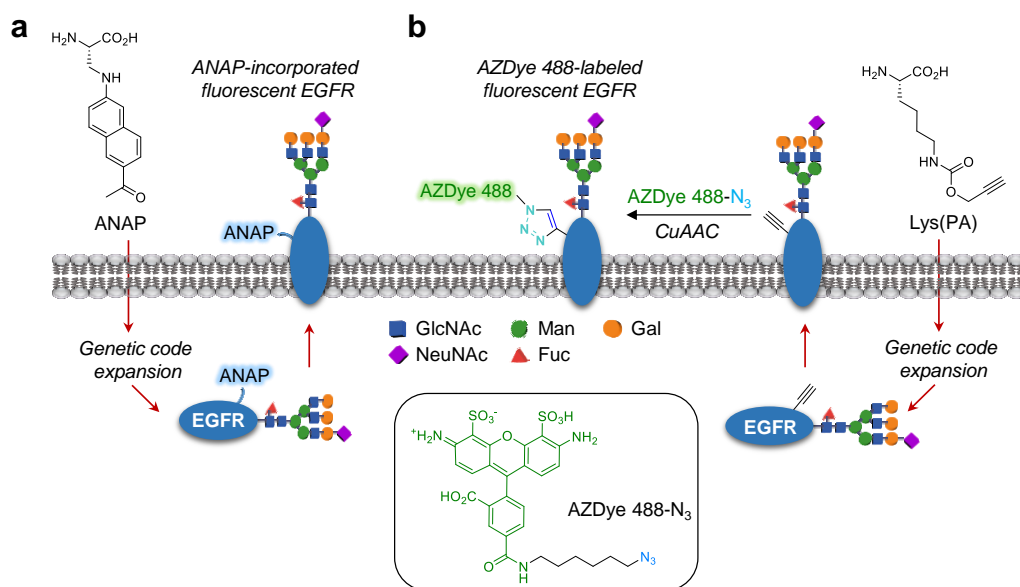 a
H₂N
CO₂H
NH
O
ANAP
ANAP-incorporated
fluorescent EGFR
ANAP
Genetic code
expansion
ANAP
EGFR
b
AZDye 488-labeled
fluorescent EGFR
AZDye 488
N
N
N
AZDye 488-N₃
CuAAC
H₂N
CO₂H
HN
O
O
Lys(PA)
Genetic code
expansion
EGFR
GlcNAc
Man
Gal
NeuNAc
Fuc
SO₃⁻
SO₃H
⁺H₂N
O
NH₂
HO₂C
O
N
H
N₃
AZDye 488-N₃